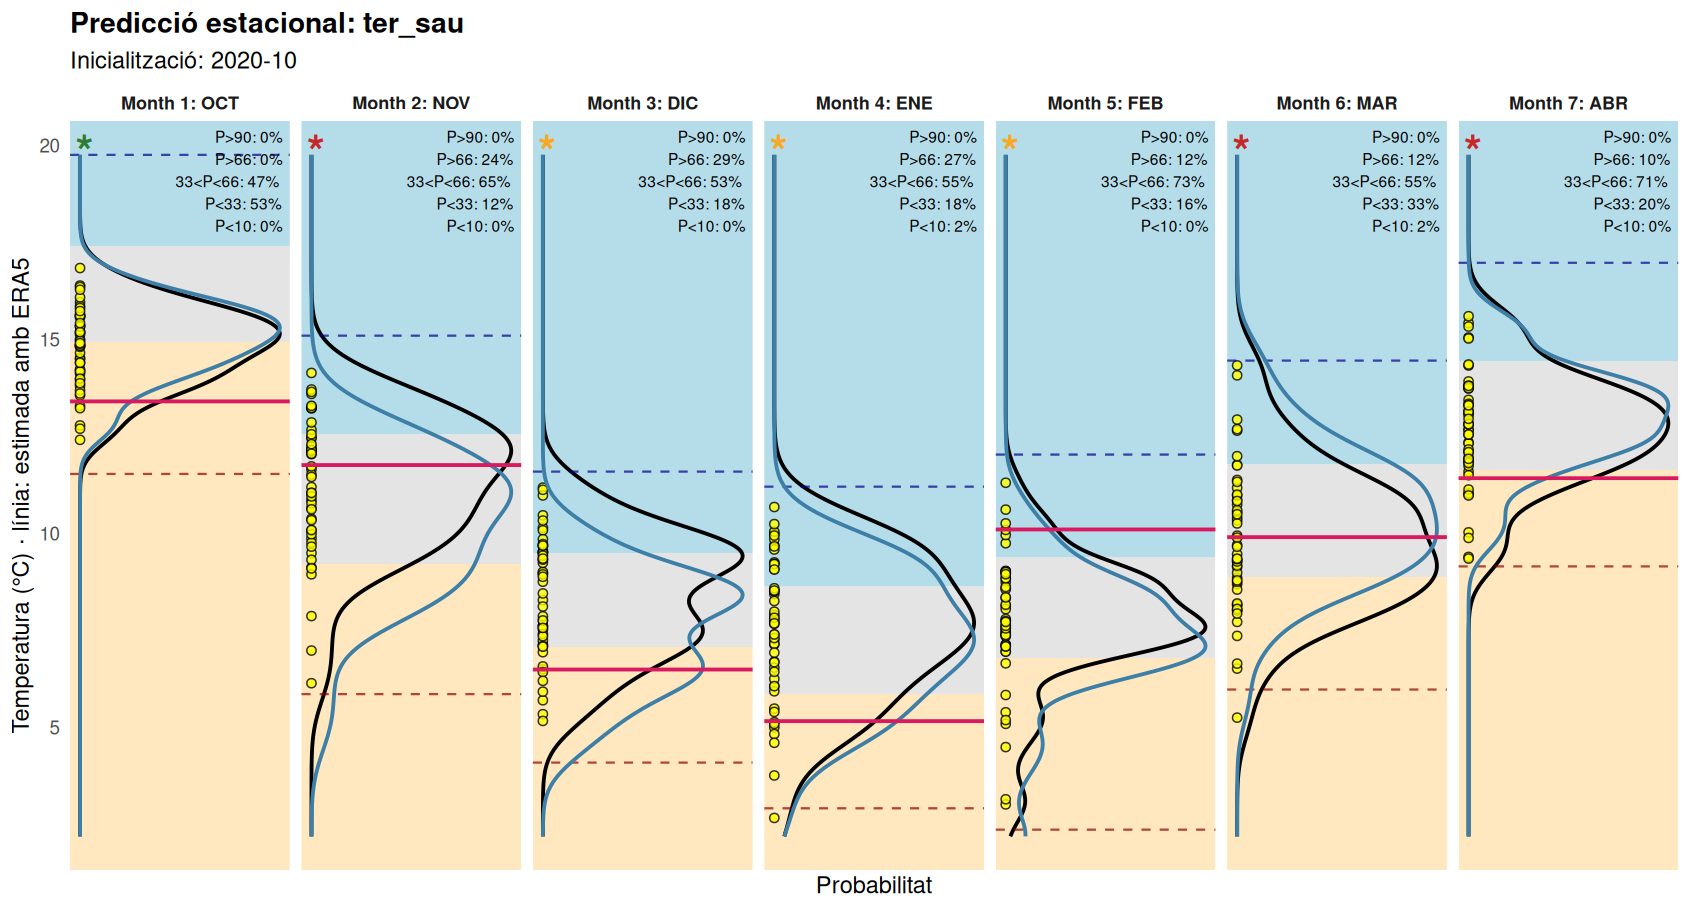 Predicció estacional: ter_sau
Inicialització: 2020-10
Month 1: OCT
Month 2: NOV
Month 3: DIC
Month 4: ENE
Month 5: FEB
Month 6: MAR
Month 7: ABR
*
P>90: 0%
P>66: 0%
33<P<66: 47%
P<33: 53%
P<10: 0%
*
P>90: 0%
P>66: 24%
33<P<66: 65%
P<33: 12%
P<10: 0%
*
P>90: 0%
P>66: 29%
33<P<66: 53%
P<33: 18%
P<10: 0%
*
P>90: 0%
P>66: 27%
33<P<66: 55%
P<33: 18%
P<10: 2%
*
P>90: 0%
P>66: 12%
33<P<66: 73%
P<33: 16%
P<10: 0%
*
P>90: 0%
P>66: 12%
33<P<66: 55%
P<33: 33%
P<10: 2%
*
P>90: 0%
P>66: 10%
33<P<66: 71%
P<33: 20%
P<10: 0%
20
15
10
5
Temperatura (°C) · línia: estimada amb ERA5
Probabilitat